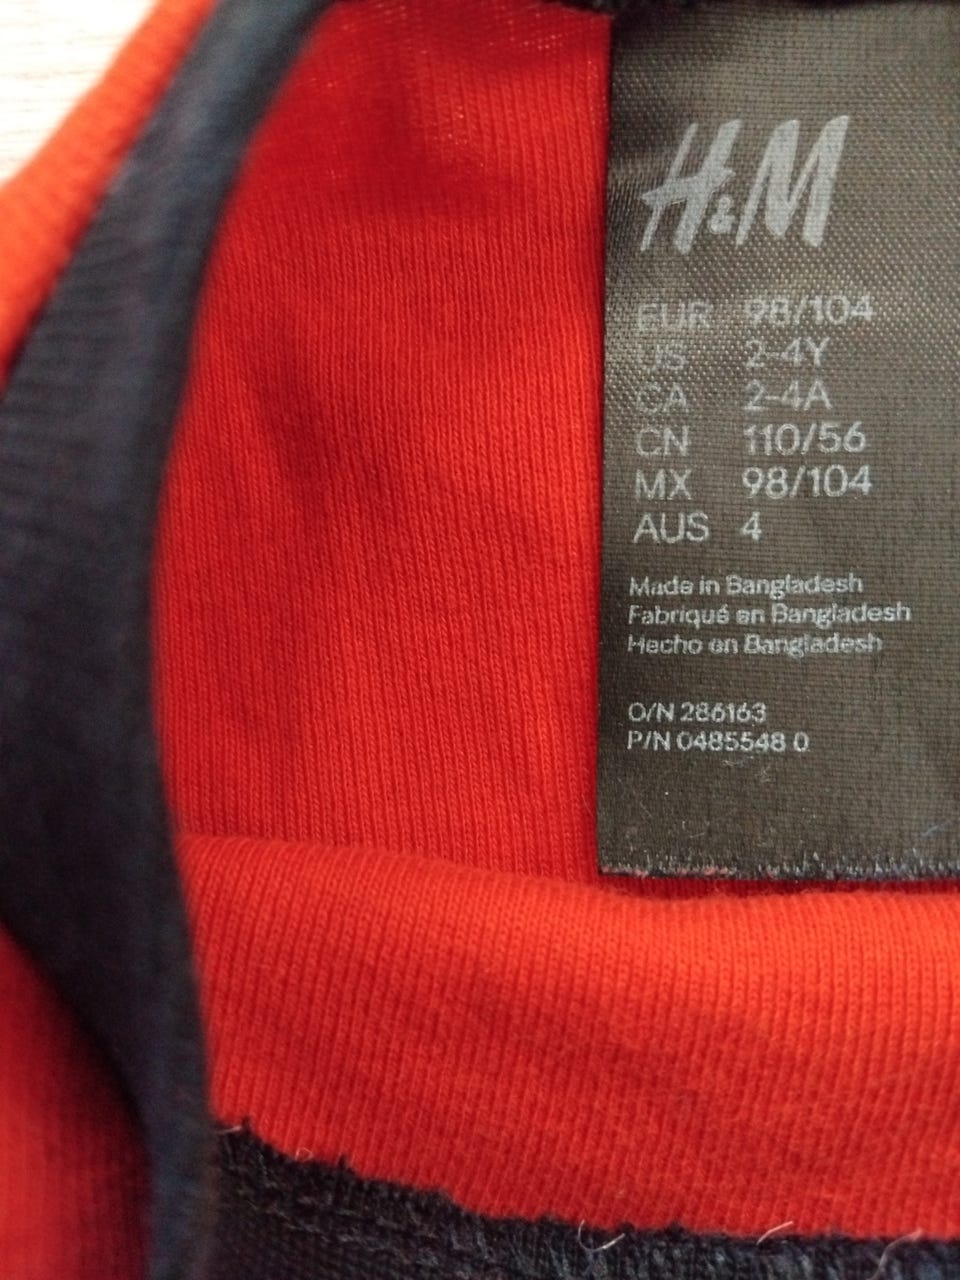 H&M
EUR 98/104
US 2-4Y
CA 2-4A
CN 110/56
MX 98/104
AUS 4
Made in Bangladesh
Fabriqué en Bangladesh
Hecho en Bangladesh
O/N 286163
P/N 0485548 0